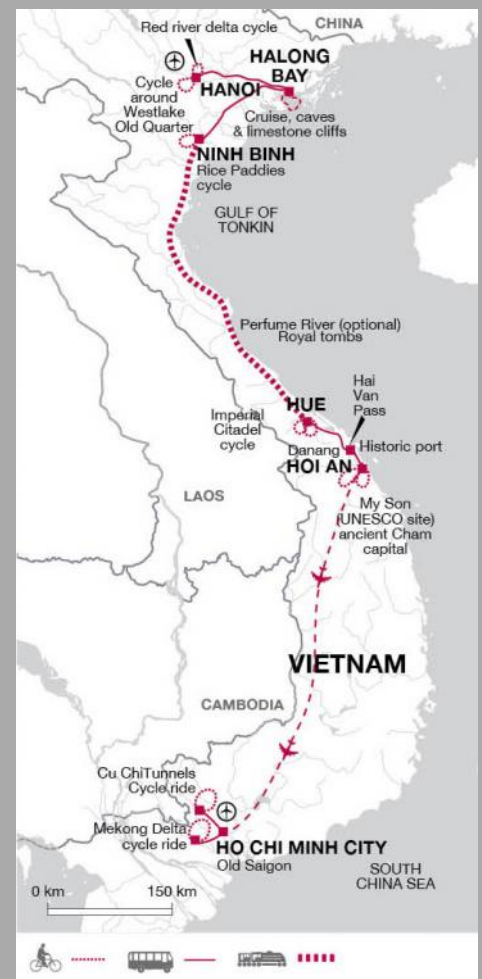 CHINA
Red river delta cycle
HALONG
BAY
HANOI
Cycle
around
Westlake
Old Quarter
Cruise, caves
& limestone cliffs
NINH BINH
Rice Paddies
cycle
GULF OF
TONKIN
Perfume River (optional)
Royal tombs
Hai
Van
Pass
HUE
Imperial
Citadel
cycle
Danang
Historic port
HOI AN
LAOS
My Son
(UNESCO site)
ancient Cham
capital
VIETNAM
CAMBODIA
Cu ChiTunnels
Cycle ride
Mekong Delta
cycle ride
HO CHI MINH CITY
Old Saigon
SOUTH
CHINA SEA
0 km 150 km